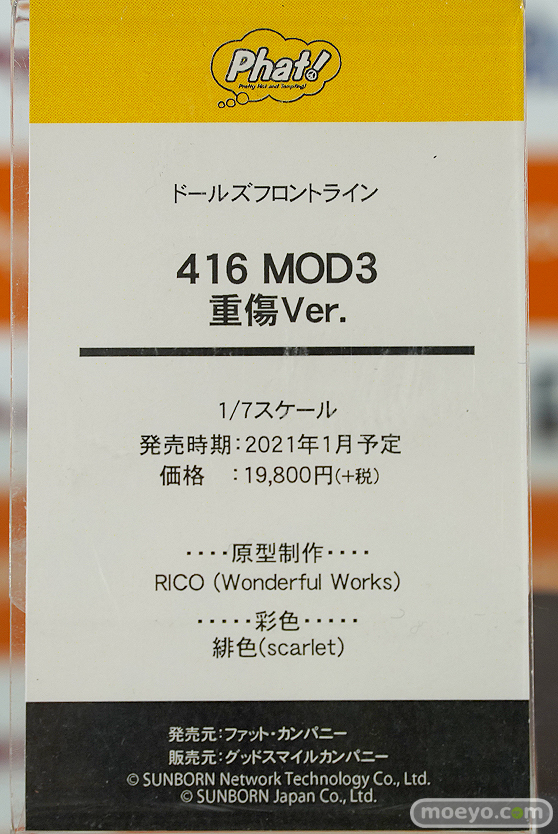 Phat!
Pretty Hot and Tempting!
ドールズフロントライン
416 MOD3
重傷Ver.
1/7スケール
発売時期:2021年1月予定
価格　:19,800円(+税)
････原型制作････
RICO (Wonderful Works)
･････彩色･････
緋色(scarlet)
発売元:ファット・カンパニー
販売元:グッドスマイルカンパニー
© SUNBORN Network Technology Co., Ltd.
© SUNBORN Japan Co., Ltd.
moeyo.com